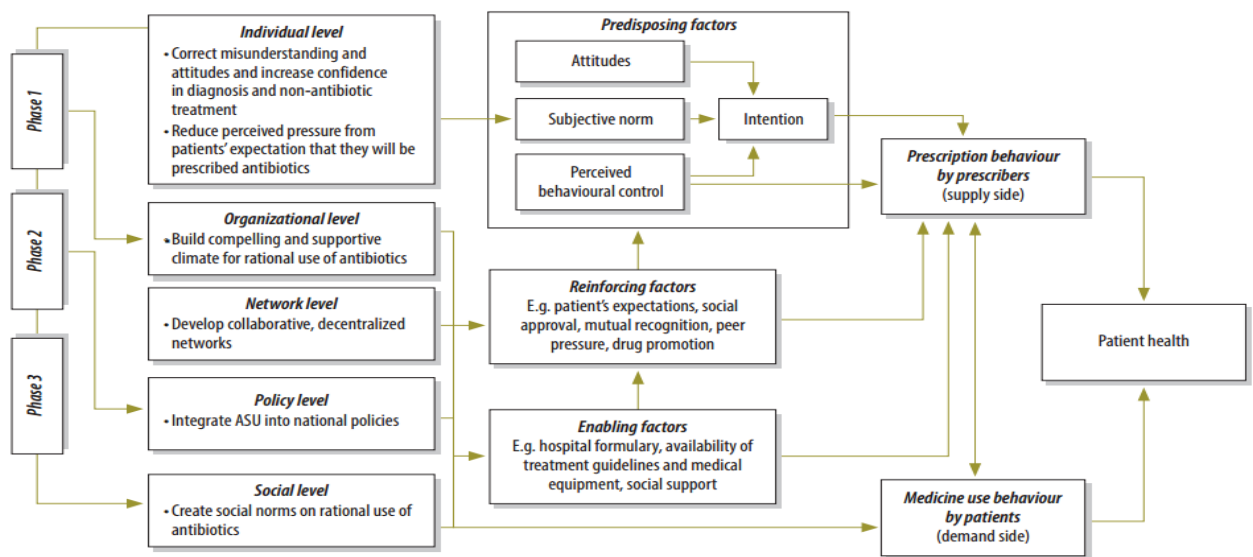 Phase 1
Phase 2
Phase 3
Individual level
• Correct misunderstanding and
attitudes and increase confidence
in diagnosis and non-antibiotic
treatment
• Reduce perceived pressure from
patients’ expectation that they will be
prescribed antibiotics
Organizational level
• Build compelling and supportive
climate for rational use of antibiotics
Network level
• Develop collaborative, decentralized
networks
Policy level
• Integrate ASU into national policies
Social level
• Create social norms on rational use of
antibiotics
Predisposing factors
Attitudes
Subjective norm
Perceived
behavioural control
Intention
Reinforcing factors
E.g. patient’s expectations, social
approval, mutual recognition, peer
pressure, drug promotion
Enabling factors
E.g. hospital formulary, availability of
treatment guidelines and medical
equipment, social support
Prescription behaviour
by prescribers
(supply side)
Medicine use behaviour
by patients
(demand side)
Patient health